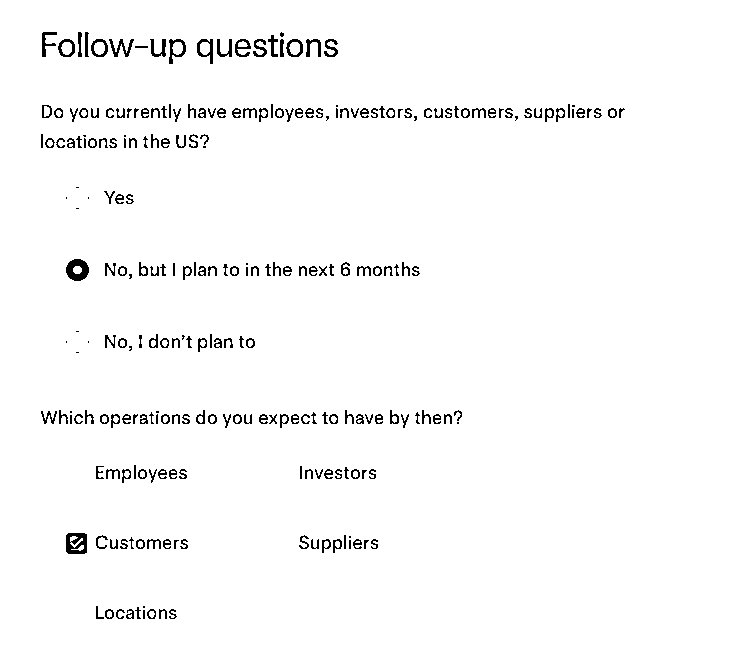 Follow-up questions
Do you currently have employees, investors, customers, suppliers or
locations in the US?
Yes
No, but I plan to in the next 6 months
No, I don't plan to
Which operations do you expect to have by then?
Employees Investors
Customers Suppliers
Locations